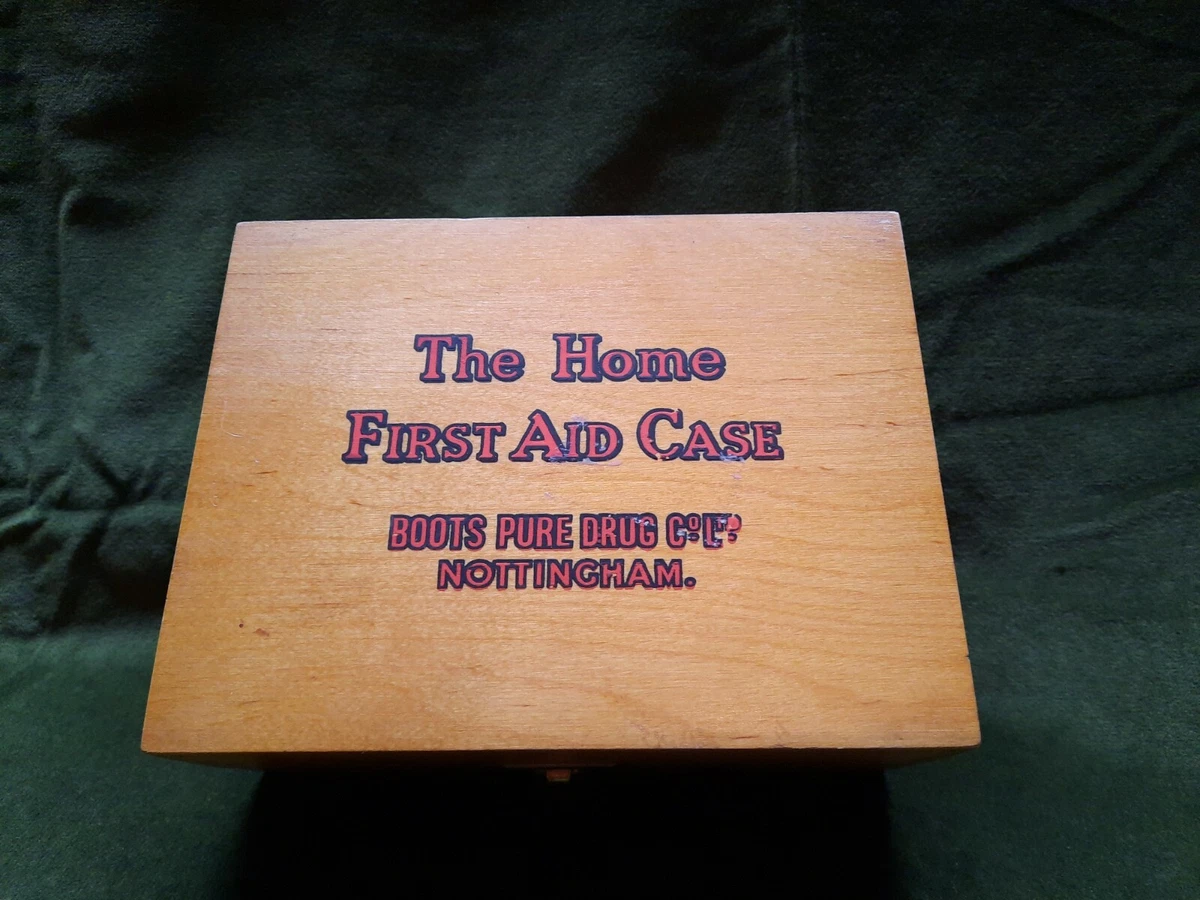 The Home
FIRST AID CASE
BOOTS PURE DRUG Co LTD
NOTTINGHAM.